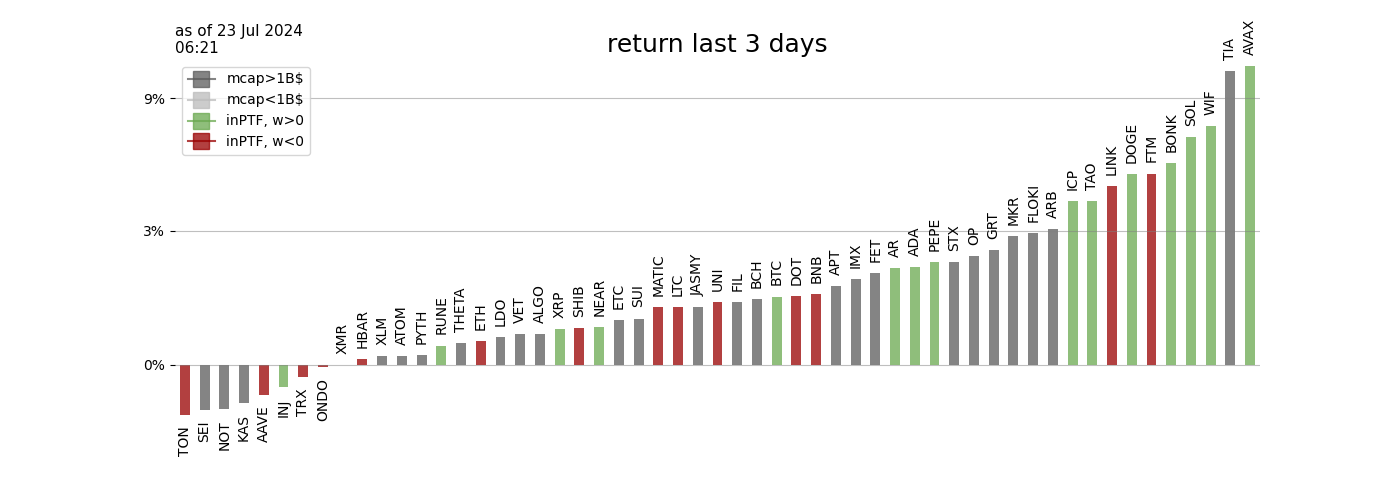 as of 23 Jul 2024
06:21
return last 3 days
mcap>1B$
mcap<1B$
inPTF, w>0
inPTF, w<0
9%
3%
0%
TON
SEI
NOT
KAS
AAVE
INJ
TRX
ONDO
XMR
HBAR
XLM
ATOM
PYTH
RUNE
THETA
ETH
LDO
VET
ALGO
XRP
SHIB
NEAR
ETC
SUI
MATIC
LTC
JASMY
UNI
FIL
BCH
BTC
DOT
BNB
APT
IMX
FET
AR
ADA
PEPE
STX
OP
GRT
MKR
FLOKI
ARB
ICP
TAO
LINK
DOGE
FTM
BONK
SOL
WIF
TIA
AVAX